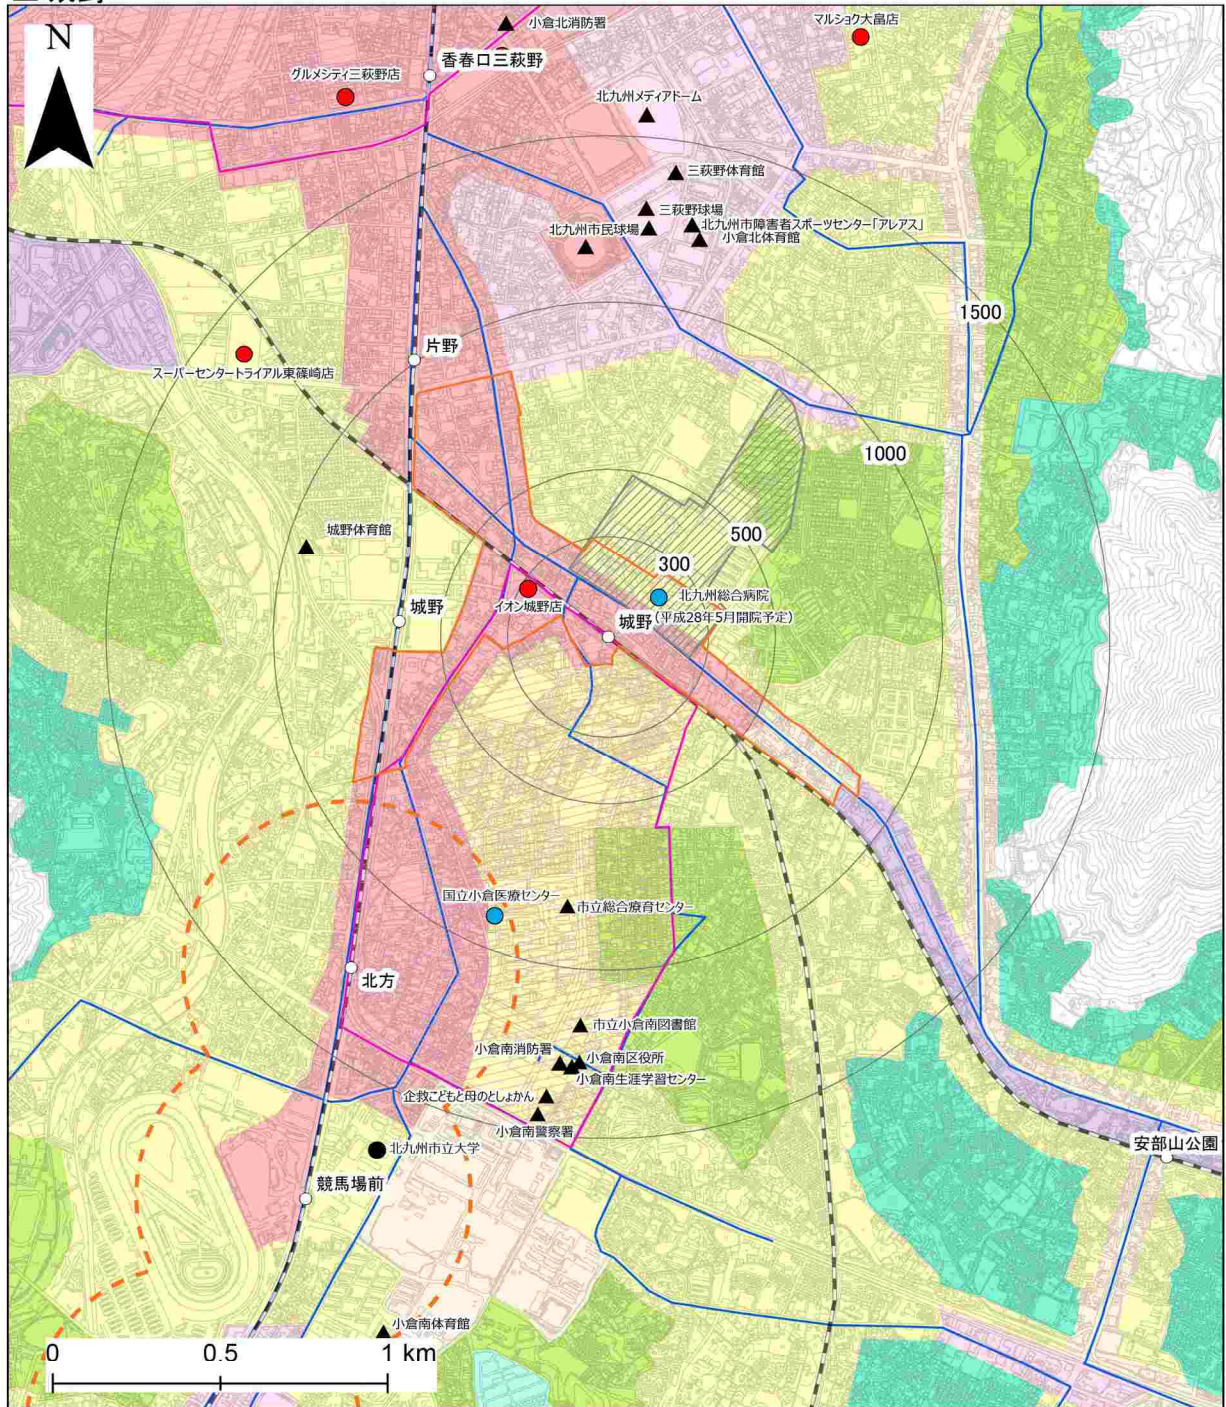 小倉北消防署
マルショク大畠店
N
香春口三萩野
グルメシティ三萩野店
北九州メディアドーム
三萩野体育館
三萩野球場
北九州市障害者スポーツセンター「アレアス」
北九州市民球場
小倉北体育館
1500
片野
スーパーセンタートライアル東篠崎店
1000
城野体育館
500
300
北九州総合病院
(平成28年5月開院予定)
イオン城野店
城野
城野
国立小倉医療センター
市立総合療育センター
北方
市立小倉南図書館
小倉南消防署
小倉南区役所
小倉南生涯学習センター
企救こどもと母のとしょかん
小倉南警察署
北九州市立大学
安部山公園
競馬場前
小倉南体育館
0 0.5 1 km